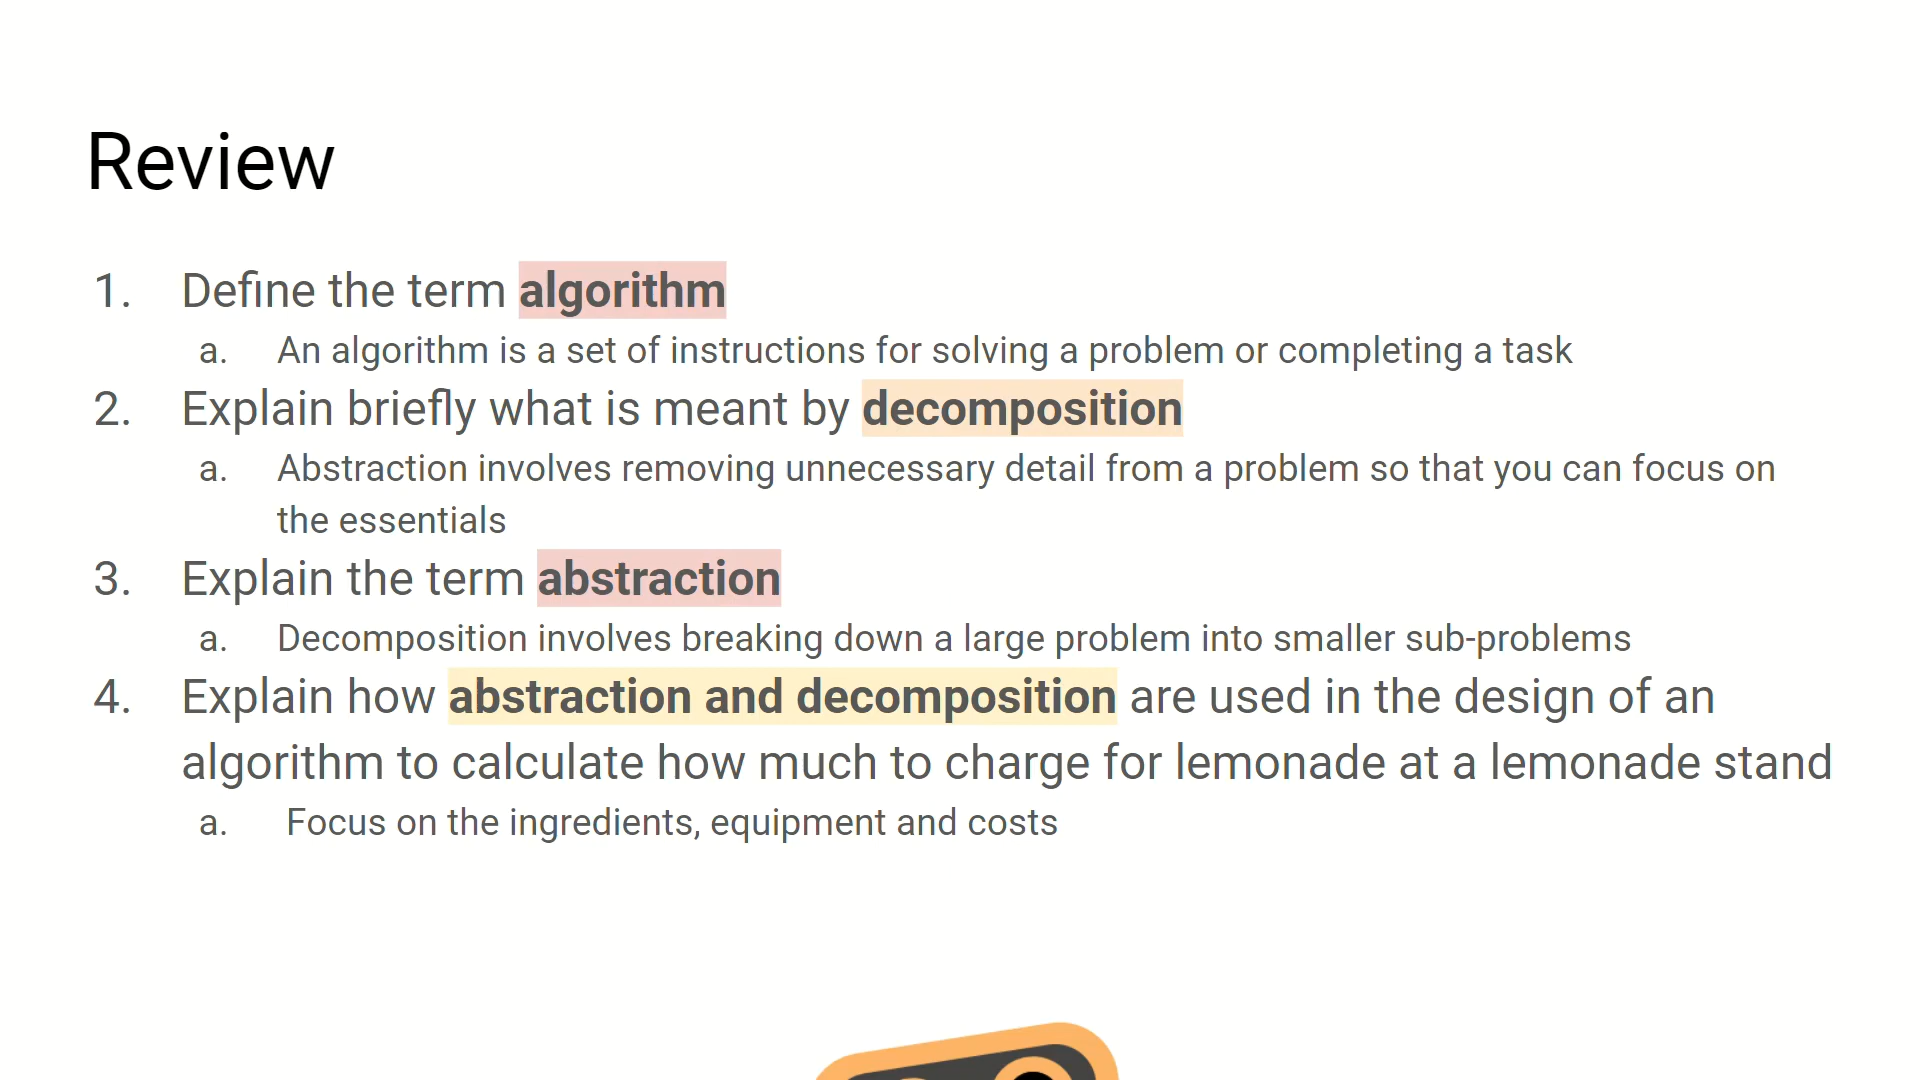 Review
1. Define the term algorithm
a. An algorithm is a set of instructions for solving a problem or completing a task
2. Explain briefly what is meant by decomposition
a. Abstraction involves removing unnecessary detail from a problem so that you can focus on
the essentials
3. Explain the term abstraction
a. Decomposition involves breaking down a large problem into smaller sub-problems
4. Explain how abstraction and decomposition are used in the design of an
algorithm to calculate how much to charge for lemonade at a lemonade stand
a. Focus on the ingredients, equipment and costs